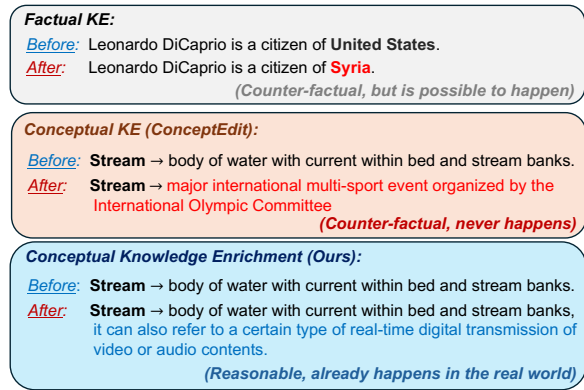 Factual KE:
Before: Leonardo DiCaprio is a citizen of United States.
After: Leonardo DiCaprio is a citizen of Syria.
(Counter-factual, but is possible to happen)
Conceptual KE (ConceptEdit):
Before: Stream → body of water with current within bed and stream banks.
After: Stream → major international multi-sport event organized by the
International Olympic Committee
(Counter-factual, never happens)
Conceptual Knowledge Enrichment (Ours):
Before: Stream → body of water with current within bed and stream banks.
After: Stream → body of water with current within bed and stream banks,
it can also refer to a certain type of real-time digital transmission of
video or audio contents.
(Reasonable, already happens in the real world)